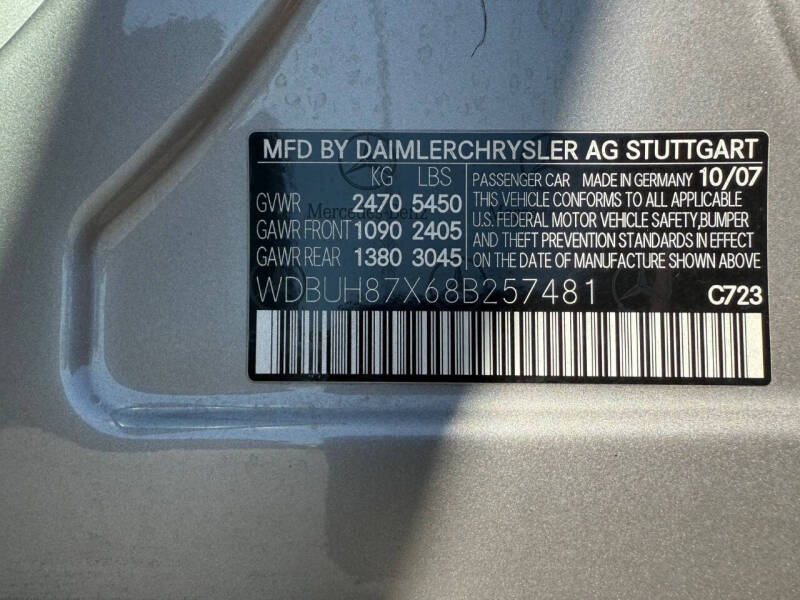 MFD BY DAIMLERCHRYSLER AG STUTTGART
KG LBS
GVWR 2470 5450
GAWR FRONT 1090 2405
GAWR REAR 1380 3045
PASSENGER CAR MADE IN GERMANY 10/07
THIS VEHICLE CONFORMS TO ALL APPLICABLE
U.S. FEDERAL MOTOR VEHICLE SAFETY, BUMPER
AND THEFT PREVENTION STANDARDS IN EFFECT
ON THE DATE OF MANUFACTURE SHOWN ABOVE
Mercedes-Benz
WDBUH87X68B257481
C723